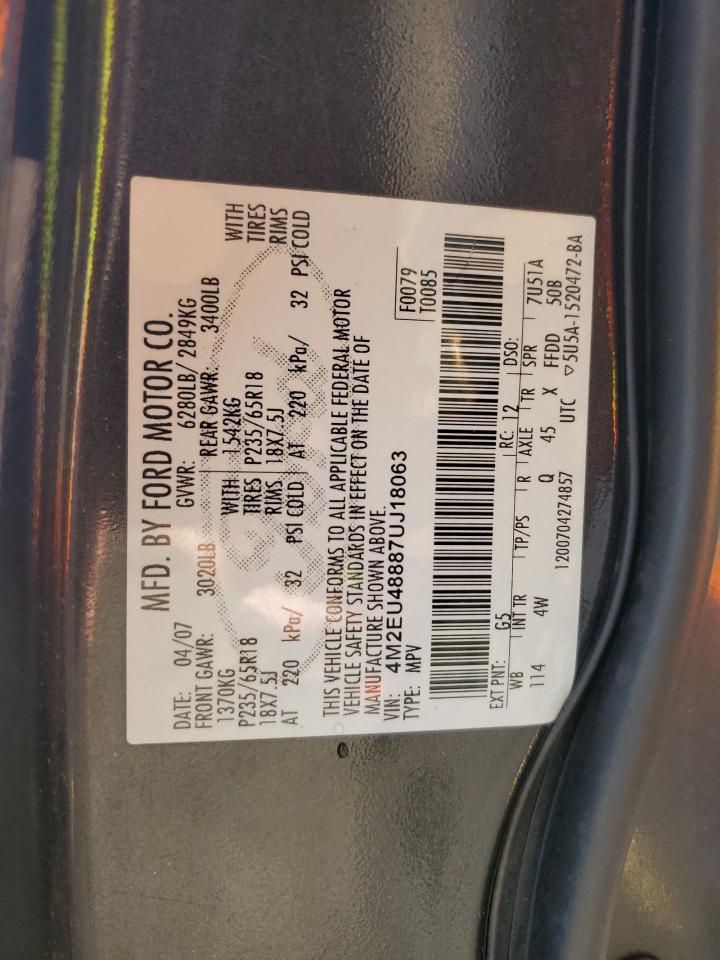 MFD. BY FORD MOTOR CO.
DATE: 04/07 GVWR: 6280LB/ 2849KG
FRONT GAWR: 3020LB REAR GAWR: 3400LB
1370KG WITH 1542KG WITH
P235/65R18 TIRES P235/65R18 TIRES
18X7.5J RIMS 18X7.5J RIMS
AT 220 kPa/ 32 PSI COLD AT 220 kPa/ 32 PSI COLD
THIS VEHICLE CONFORMS TO ALL APPLICABLE FEDERAL MOTOR
VEHICLE SAFETY STANDARDS IN EFFECT ON THE DATE OF
MANUFACTURE SHOWN ABOVE.
VIN: 4M2EU48887UJ18063
TYPE: MPV
F0079
T0085
EXT PNT: G5 RC: 12 DSO:
WB INT TR TP/PS R AXLE TR SPR 7U51A
114 4W Q 45 X FFDD 50B
1200704274857 UTC ▽5U5A-1520472-BA